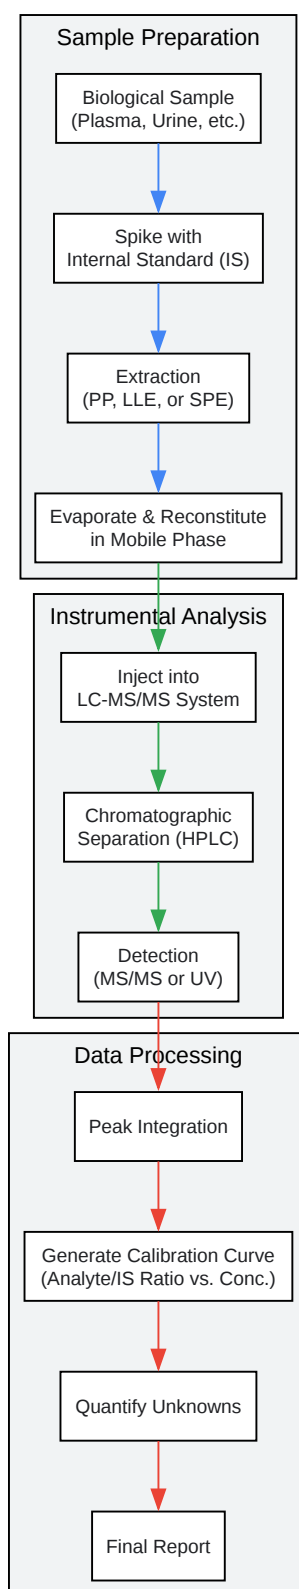 Sample Preparation
Biological Sample
(Plasma, Urine, etc.)
Spike with
Internal Standard (IS)
Extraction
(PP, LLE, or SPE)
Evaporate & Reconstitute
in Mobile Phase
Instrumental Analysis
Inject into
LC-MS/MS System
Chromatographic
Separation (HPLC)
Detection
(MS/MS or UV)
Data Processing
Peak Integration
Generate Calibration Curve
(Analyte/IS Ratio vs. Conc.)
Quantify Unknowns
Final Report